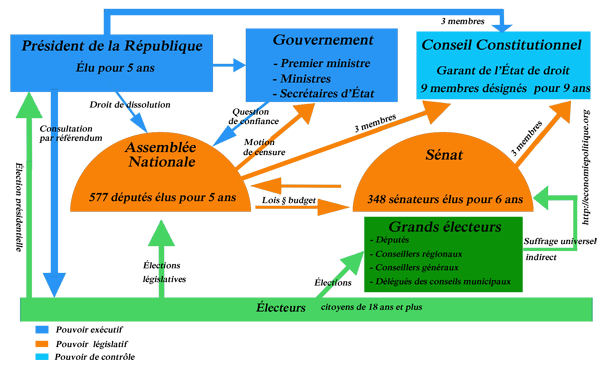 3 membres
Président de la République
Élu pour 5 ans
Gouvernement
- Premier ministre
- Ministres
- Secrétaires d'État
Conseil Constitutionnel
Garant de l'État de droit
9 membres désignés pour 9 ans
Droit de dissolution
Question
de confiance
Consultation
par référendum
Motion
de censure
3 membres
3 membres
http://economiepolitique.org
Assemblée
Nationale
577 députés élus pour 5 ans
Sénat
348 sénateurs élus pour 6 ans
Lois § budget
Élection présidentielle
Grands électeurs
- Députés
- Conseillers régionaux
- Conseillers généraux
- Délégués des conseils municipaux
Suffrage universel
indirect
Élections
législatives
Élections
Électeurs citoyens de 18 ans et plus
Pouvoir exécutif
Pouvoir législatif
Pouvoir de contrôle